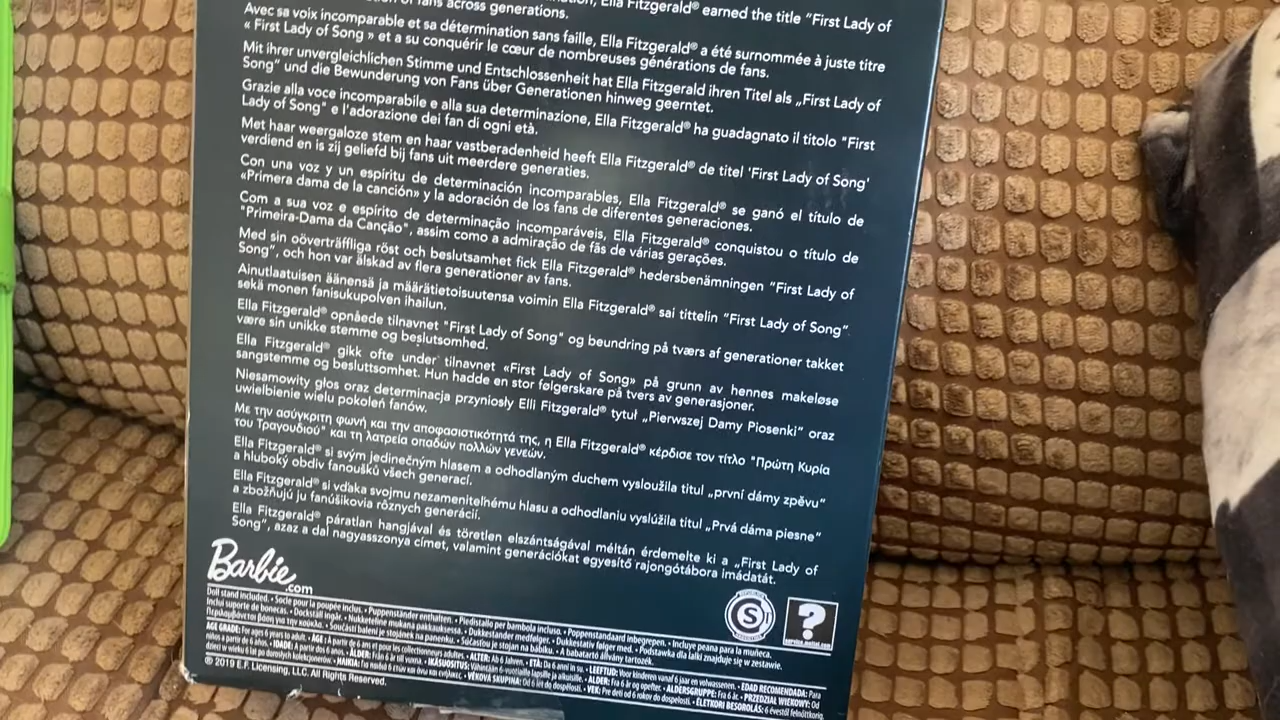 of fans across generations.
Ella Fitzgerald® earned the title "First Lady of
Avec sa voix incomparable et sa détermination sans faille, Ella Fitzgerald® a été surnommée à juste titre
« First Lady of Song » et a su conquérir le cœur de nombreuses générations de fans.
Mit ihrer unvergleichlichen Stimme und Entschlossenheit hat Ella Fitzgerald ihren Titel als „First Lady of
Song" und die Bewunderung von Fans über Generationen hinweg geerntet.
Grazie alla voce incomparabile e alla sua determinazione, Ella Fitzgerald® ha guadagnato il titolo "First
Lady of Song" e l'adorazione dei fan di ogni età.
Met haar weergaloze stem en haar vastberadenheid heeft Ella Fitzgerald® de titel 'First Lady of Song'
verdiend en is zij geliefd bij fans uit meerdere generaties.
Con una voz y un espíritu de determinación incomparables, Ella Fitzgerald® se ganó el título de
«Primera dama de la canción» y la adoración de los fans de diferentes generaciones.
Com a sua voz e espírito de determinação incomparáveis, Ella Fitzgerald® conquistou o título de
"Primeira-Dama da Canção", assim como a admiração de fãs de várias gerações.
Med sin oöverträffliga röst och beslutsamhet fick Ella Fitzgerald® hedersbenämningen "First Lady of
Song", och hon var älskad av flera generationer av fans.
Ainutlaatuisen äänensä ja määrätietoisuutensa voimin Ella Fitzgerald® sai tittelin "First Lady of Song"
sekä monen fanisukupolven ihailun.
Ella Fitzgerald® opnåede tilnavnet "First Lady of Song" og beundring på tværs af generationer takket
være sin unikke stemme og beslutsomhed.
Ella Fitzgerald® gikk ofte under tilnavnet «First Lady of Song» på grunn av hennes makeløse
sangstemme og besluttsomhet. Hun hadde en stor følgerskare på tvers av generasjoner.
Niesamowity głos oraz determinacja przyniosły Elli Fitzgerald® tytuł „Pierwszej Damy Piosenki" oraz
uwielbienie wielu pokoleń fanów.
Με την ασύγκριτη φωνή και την αποφασιστικότητά της, η Ella Fitzgerald® κέρδισε τον τίτλο "Πρώτη Κυρία
του Τραγουδιού" και τη λατρεία οπαδών πολλών γενεών.
Ella Fitzgerald® si svým jedinečným hlasem a odhodlaným duchem vysloužila titul „první dámy zpěvu"
a hluboký obdiv fanoušků všech generací.
Ella Fitzgerald® si vďaka svojmu nezameniteľnému hlasu a odhodlaniu vyslúžila titul „Prvá dáma piesne"
a zbožňujú ju fanúšikovia rôznych generácií.
Ella Fitzgerald® páratlan hangjával és töretlen elszántságával méltán érdemelte ki a „First Lady of
Song", azaz a dal nagyasszonya címet, valamint generációkat egyesítő rajongótábora imádatát.
Barbie.com
S
?
service.mattel.com
Doll stand included. • Socle pour la poupée inclus. • Puppenständer enthalten. • Piedistallo per bambola incluso. • Poppenstandaard inbegrepen. • Incluye peana para la muñeca.
Inclui suporte de bonecas. • Dockställ ingår. • Nukketeline mukana pakkauksessa. • Dukkestander medfølger. • Dukkestativ følger med. • Podstawka dla lalki znajduje się w zestawie.
Περιλαμβάνεται βάση για την κούκλα. • Součástí balení je stojánek na panenku. • Súčasťou je stojan na bábiku. • A babatartó állvány tartozék.
AGE GRADE: For ages 6 years to adult. • AGE : À partir de 6 ans et pour les collectionneurs adultes. • ALTER: Ab 6 Jahren. • ETÀ: Da 6 anni in su. • LEEFTIJD: Voor kinderen vanaf 6 jaar en volwassenen. • EDAD RECOMENDADA: Para
niños a partir de 6 años. • IDADE: A partir dos 6 anos. • ÅLDER: Från 6 år till vuxna. • IKÄSUOSITUS: Vähintään 6-vuotiaille lapsille ja aikuisille. • ALDER: Fra 6 år og opefter. • ALDERSGRUPPE: Fra 6 år. • PRZEDZIAŁ WIEKOWY: Od
dzieci w wieku 6 lat po dorosłych kolekcjonerów. • ΗΛΙΚΙΑ: Για παιδιά 6 ετών και άνω και ενήλικες. • VĚKOVÁ SKUPINA: Od 6 let do dospělosti. • VEK: Pre deti od 6 rokov do dospelosti. • ÉLETKORI BESOROLÁS: 6 évestől felnőttkorig.
® 2019 E.F. Licensing, LLC. All Rights Reserved.